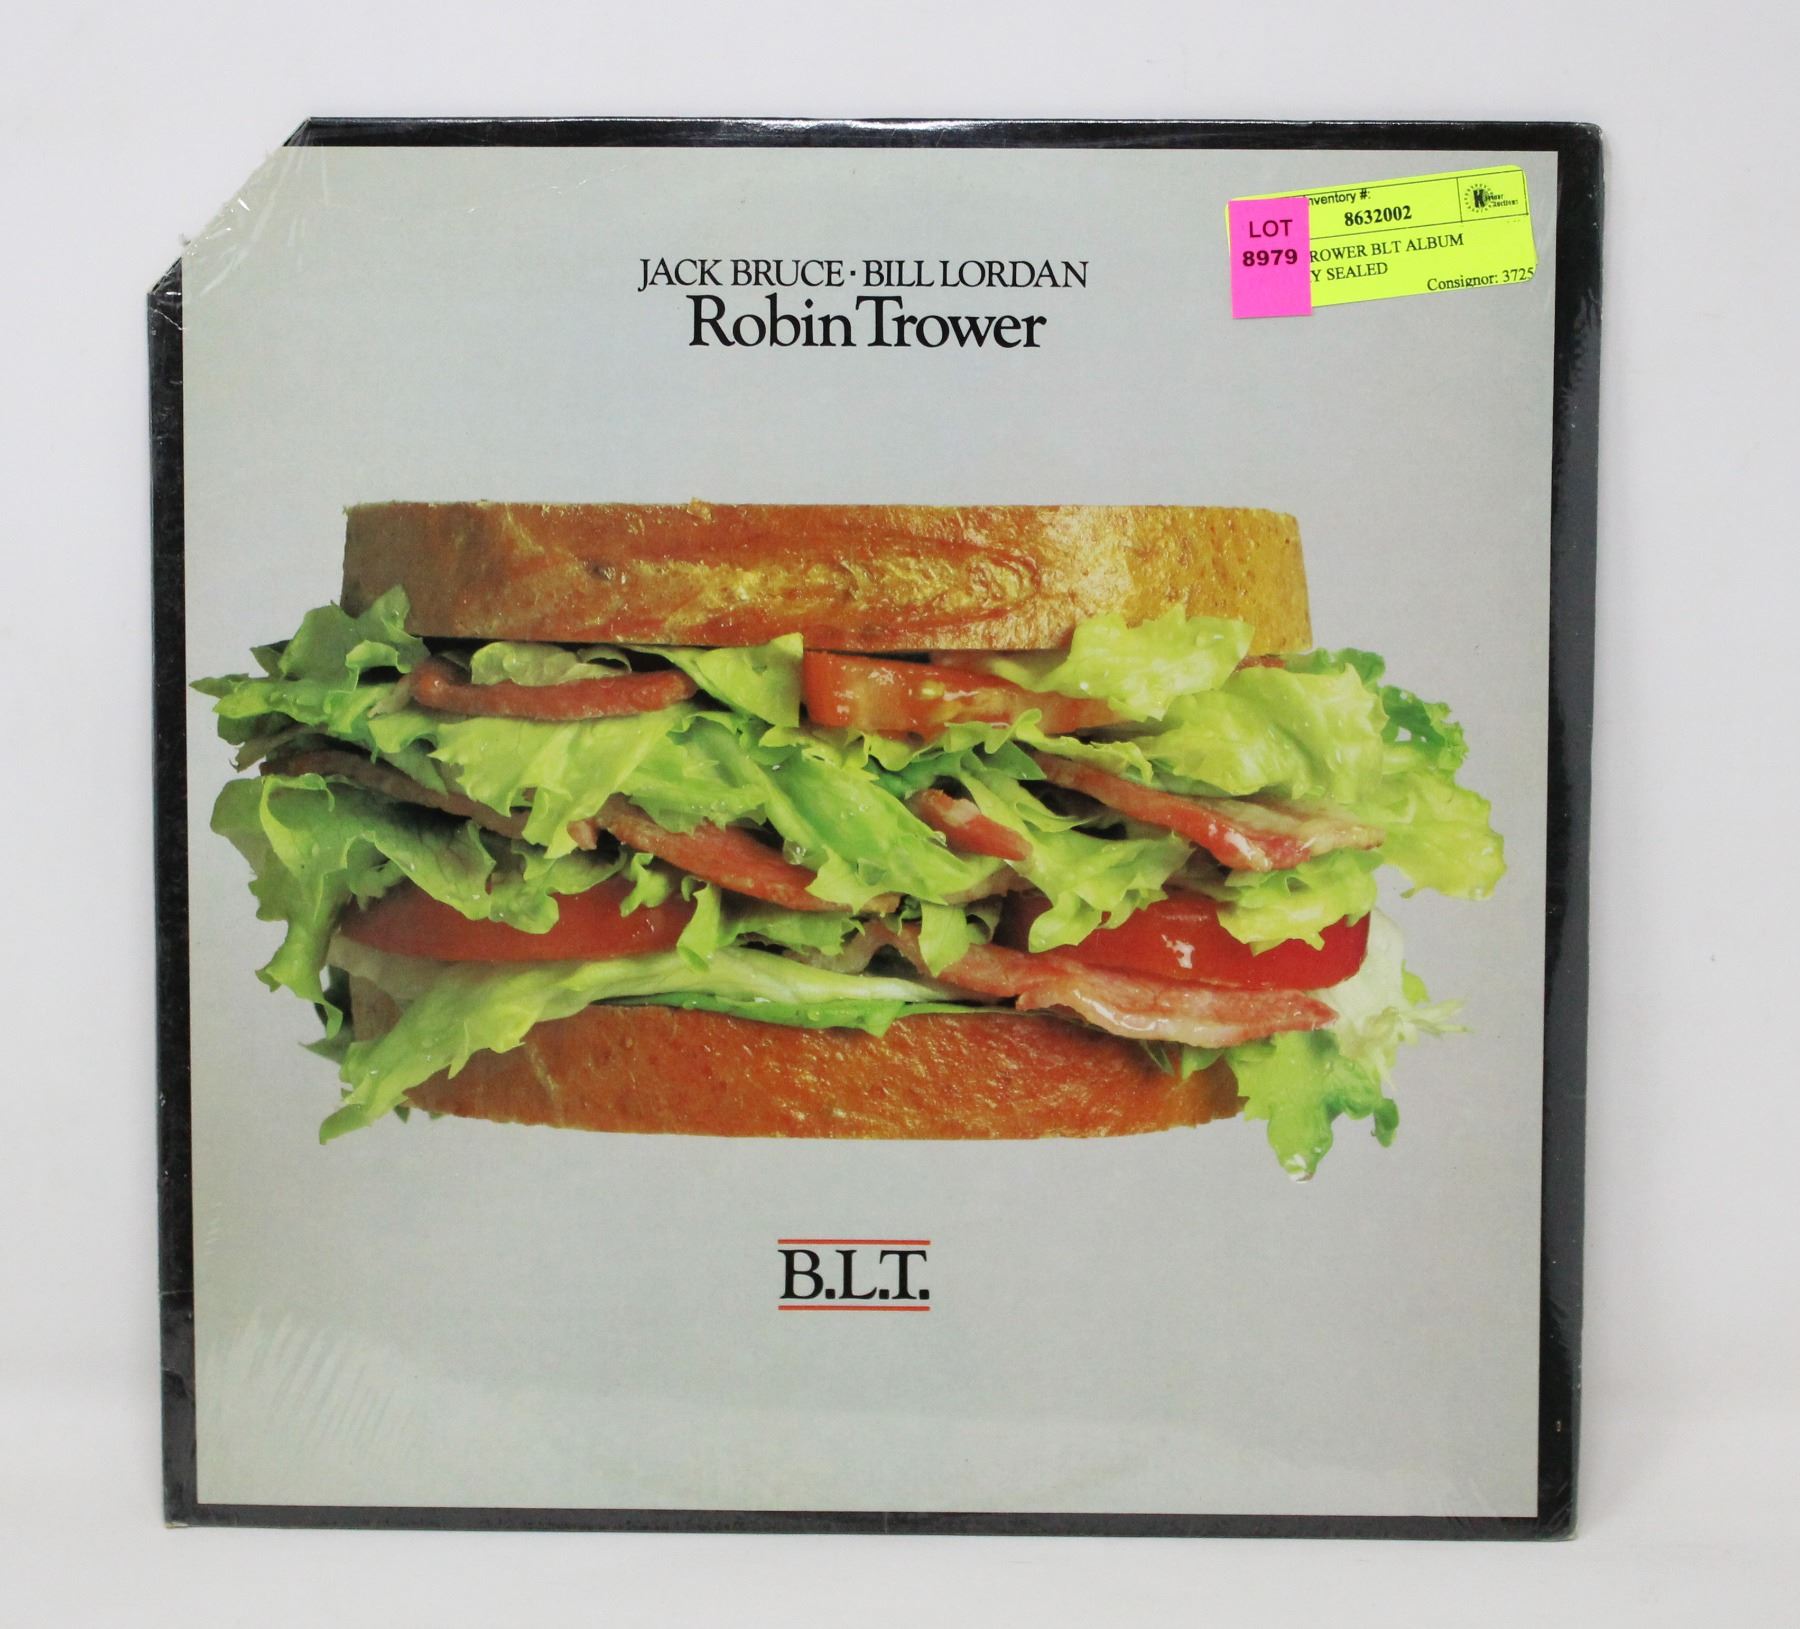 JACK BRUCE · BILL LORDAN
Robin Trower
Inventory #:
8632002
LOT
8979
ROWER BLT ALBUM
Y SEALED
Consignor: 3725
B.L.T.